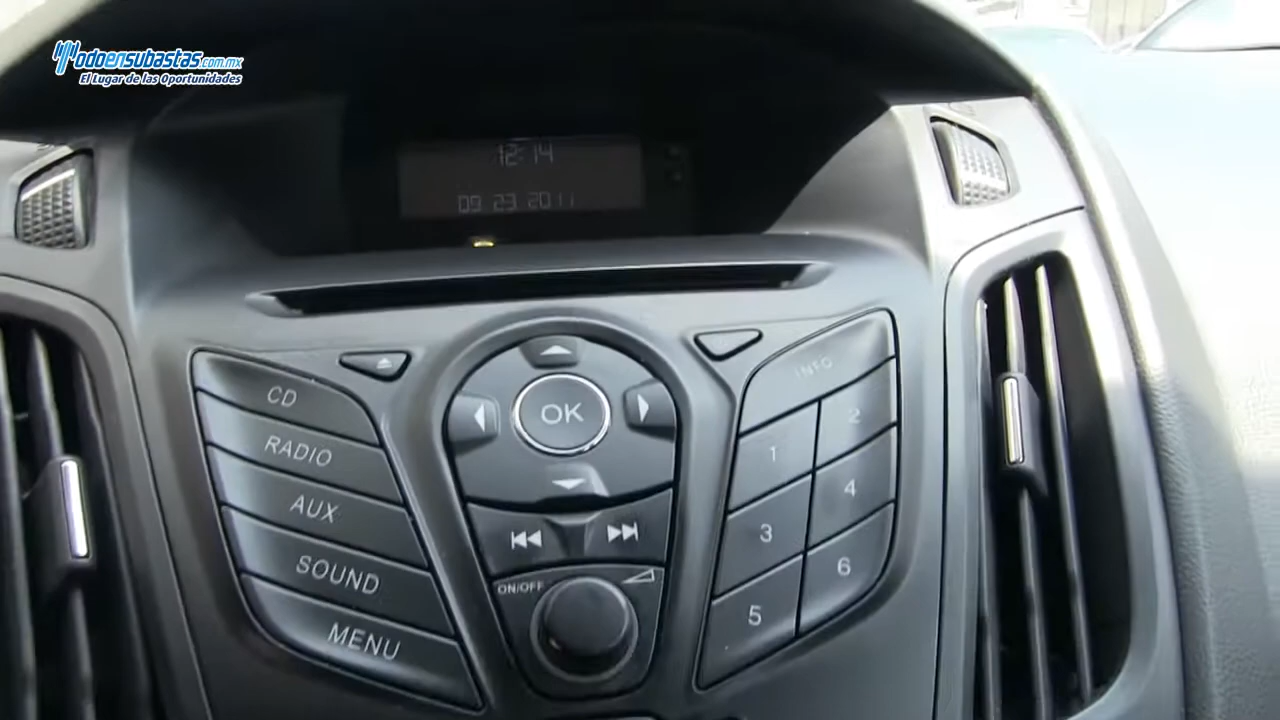 Todoensubastas.com.mx
El Lugar de las Oportunidades
12:14
09 23 2011
CD
RADIO
AUX
SOUND
MENU
OK
ON/OFF
INFO
1
2
3
4
5
6